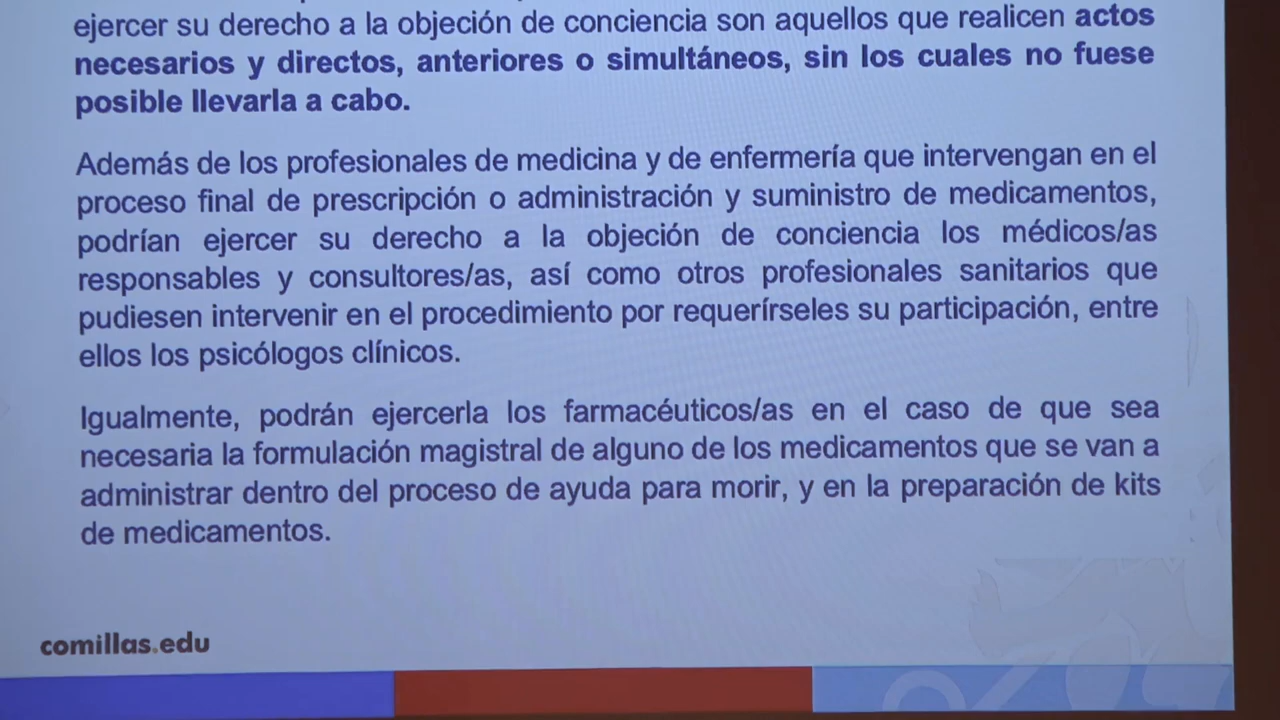 ejercer su derecho a la objeción de conciencia son aquellos que realicen actos
necesarios y directos, anteriores o simultáneos, sin los cuales no fuese
posible llevarla a cabo.
Además de los profesionales de medicina y de enfermería que intervengan en el
proceso final de prescripción o administración y suministro de medicamentos,
podrían ejercer su derecho a la objeción de conciencia los médicos/as
responsables y consultores/as, así como otros profesionales sanitarios que
pudiesen intervenir en el procedimiento por requerírseles su participación, entre
ellos los psicólogos clínicos.
Igualmente, podrán ejercerla los farmacéuticos/as en el caso de que sea
necesaria la formulación magistral de alguno de los medicamentos que se van a
administrar dentro del proceso de ayuda para morir, y en la preparación de kits
de medicamentos.
comillas.edu